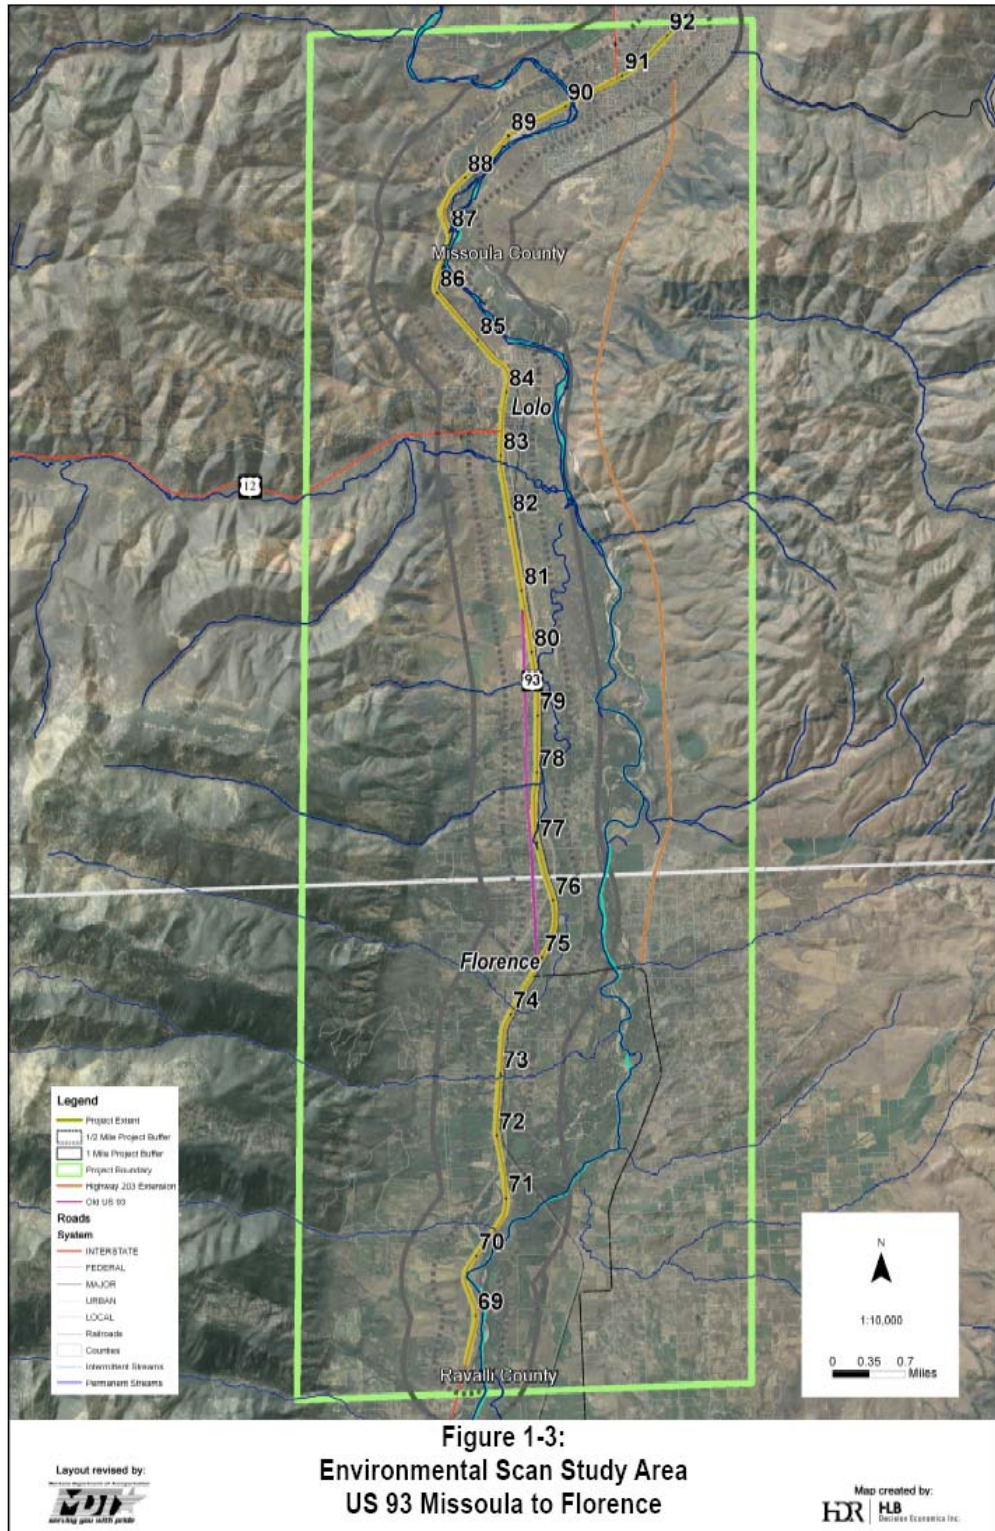 92
91
90
89
88
87
Missoula County
86
85
84
Lolo
83
12
82
81
80
93
79
78
77
76
75
Florence
74
73
72
71
70
69
Ravalli County
Legend
Project Extent
1/2 Mile Project Buffer
1 Mile Project Buffer
Project Boundary
Highway 203 Extension
Old US 93
Roads
System
INTERSTATE
FEDERAL
MAJOR
URBAN
LOCAL
Railroads
Counties
Intermittent Streams
Permanent Streams
N
1:10,000
0 0.35 0.7
Miles
Figure 1-3:
Environmental Scan Study Area
US 93 Missoula to Florence
Layout revised by:
Montana Department of Transportation
MDT
serving you with pride
Map created by:
HDR | HLB
Decision Economics Inc.